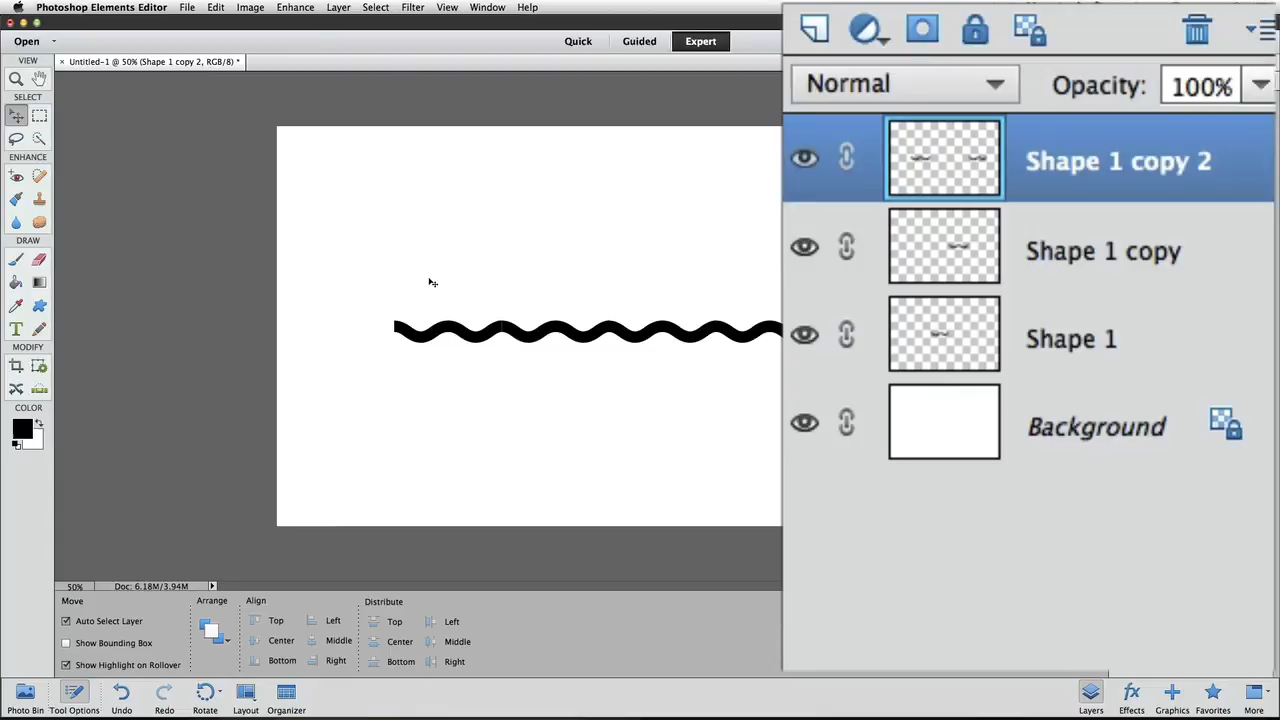 Photoshop Elements Editor File Edit Image Enhance Layer Select Filter View Window Help
Open Quick Guided Expert
Untitled-1 @ 50% (Shape 1 copy 2, RGB/8) *
VIEW
SELECT
ENHANCE
DRAW
MODIFY
COLOR
Normal Opacity: 100%
Shape 1 copy 2
Shape 1 copy
Shape 1
Background
50% Doc: 6.18M/3.94M
Move Arrange Align Distribute
Auto Select Layer Top Left Top Left
Show Bounding Box Center Middle Center Middle
Show Highlight on Rollover Bottom Right Bottom Right
Photo Bin Tool Options Undo Redo Rotate Layout Organizer Layers Effects Graphics Favorites More